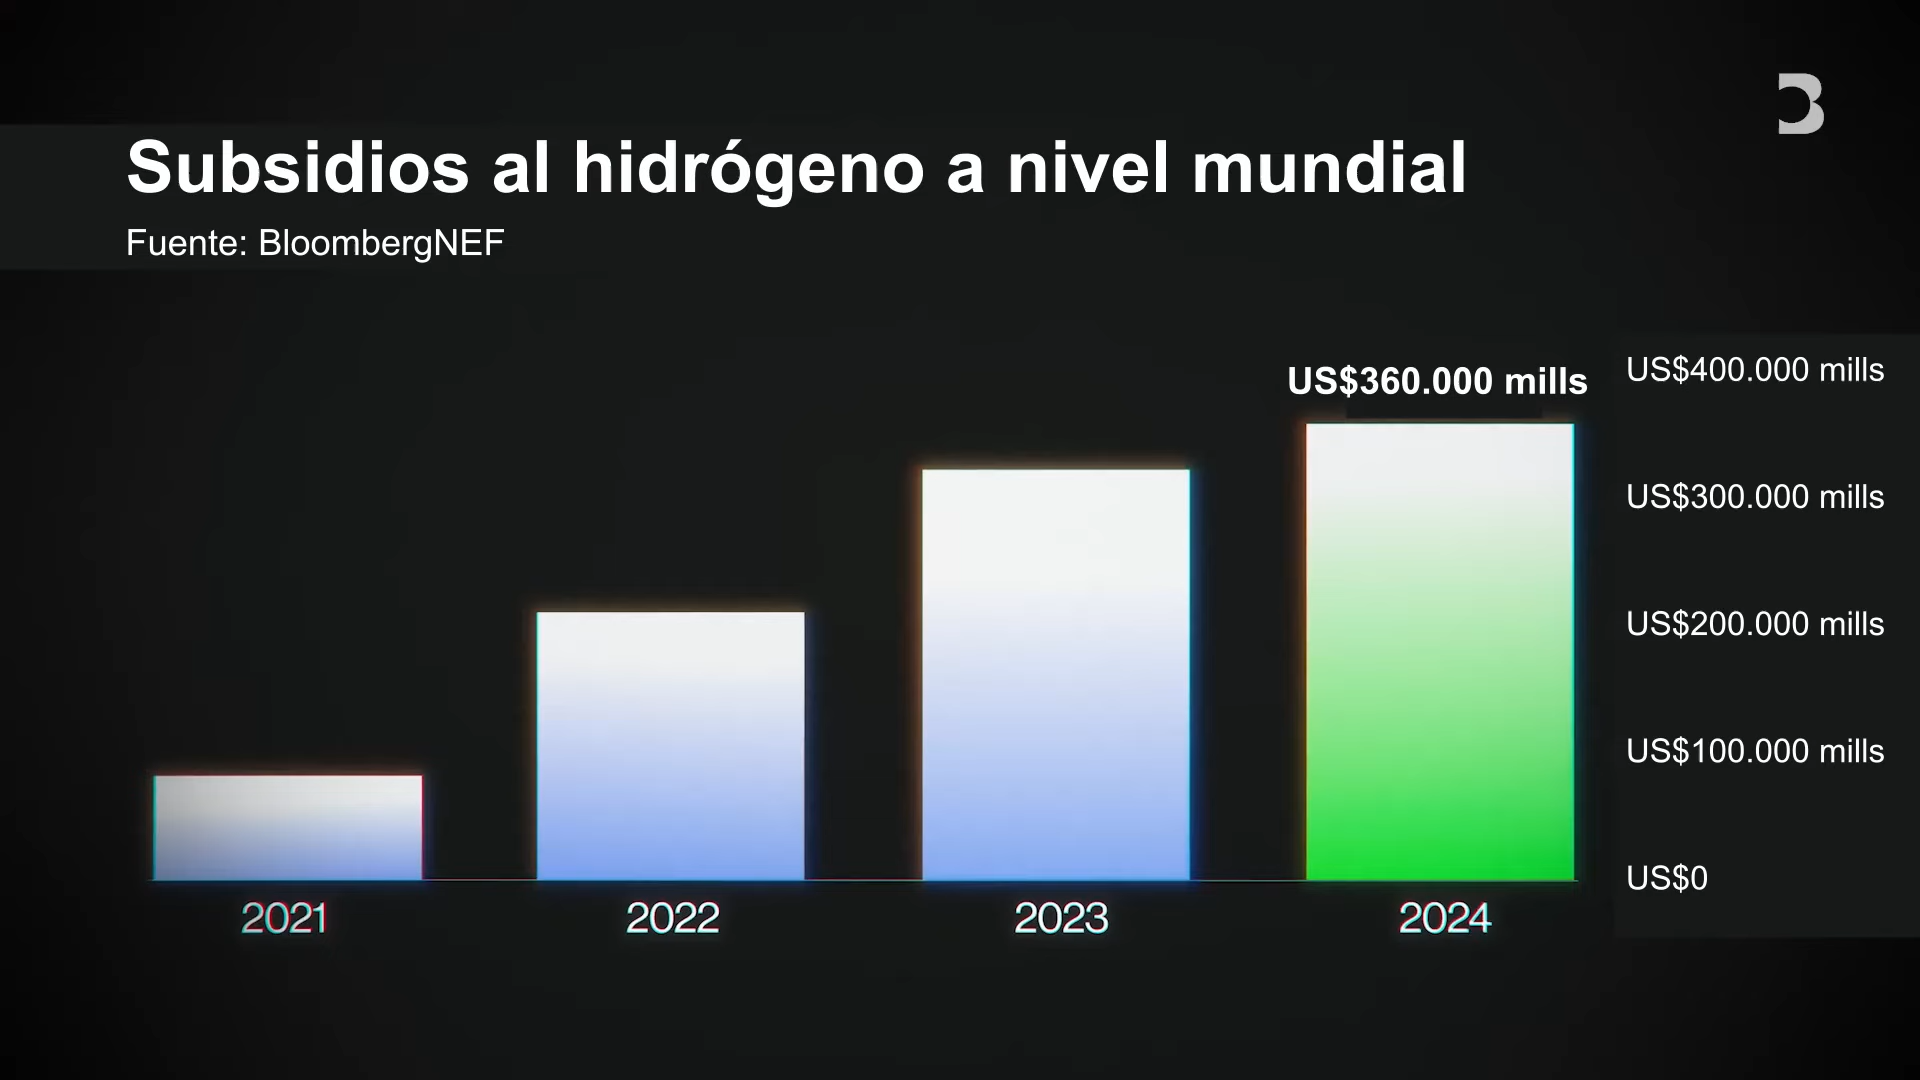 Subsidios al hidrógeno a nivel mundial
Fuente: BloombergNEF
US$360.000 mills
US$400.000 mills
US$300.000 mills
US$200.000 mills
US$100.000 mills
US$0
2021
2022
2023
2024